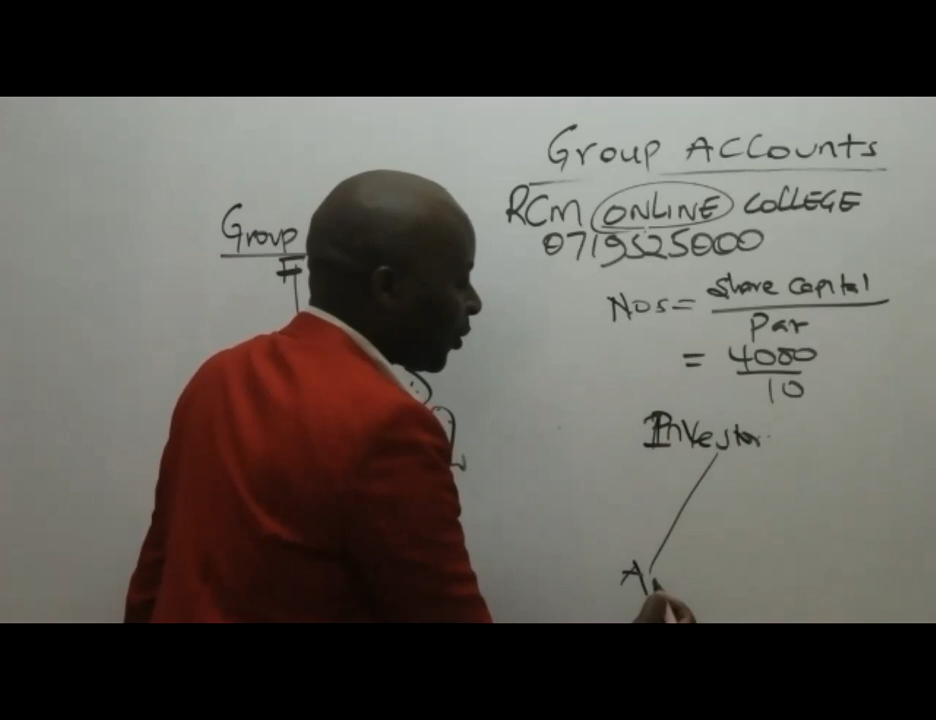 Group Accounts
RCM ONLINE COLLEGE
0719525000
Group
Nos = Share capital
Par
= 4000
10
Investor
A